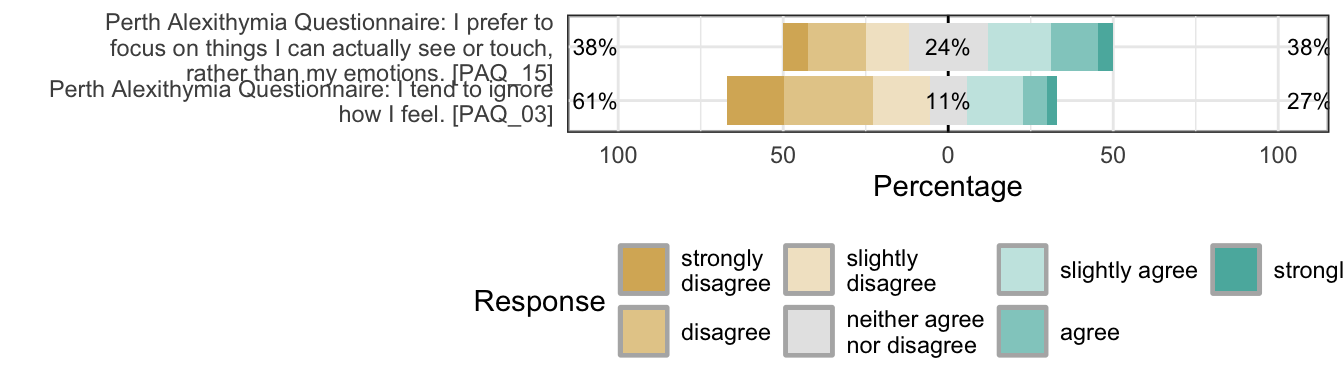 Perth Alexithymia Questionnaire: I prefer to
focus on things I can actually see or touch,
rather than my emotions. [PAQ_15]
38% 24% 38%
Perth Alexithymia Questionnaire: I tend to ignore
how I feel. [PAQ_03]
61% 11% 27%
100 50 0 50 100
Percentage
Response
strongly
disagree
slightly
disagree
slightly agree
strongl
disagree
neither agree
nor disagree
agree